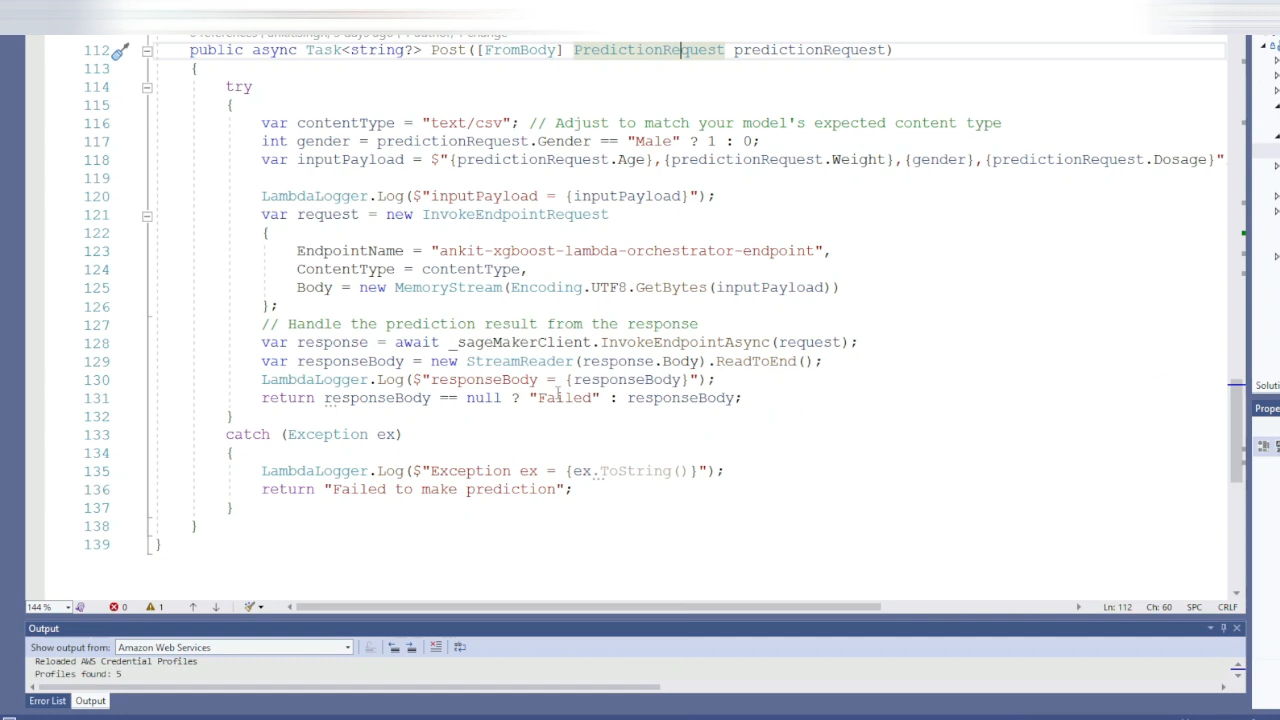 112 public async Task<string?> Post([FromBody] PredictionRequest predictionRequest)
113 {
114 try
115 {
116 var contentType = "text/csv"; // Adjust to match your model's expected content type
117 int gender = predictionRequest.Gender == "Male" ? 1 : 0;
118 var inputPayload = $"{predictionRequest.Age},{predictionRequest.Weight},{gender},{predictionRequest.Dosage}"
119
120 LambdaLogger.Log($"inputPayload = {inputPayload}");
121 var request = new InvokeEndpointRequest
122 {
123 EndpointName = "ankit-xgboost-lambda-orchestrator-endpoint",
124 ContentType = contentType,
125 Body = new MemoryStream(Encoding.UTF8.GetBytes(inputPayload))
126 };
127 // Handle the prediction result from the response
128 var response = await _sageMakerClient.InvokeEndpointAsync(request);
129 var responseBody = new StreamReader(response.Body).ReadToEnd();
130 LambdaLogger.Log($"responseBody = {responseBody}");
131 return responseBody == null ? "Failed" : responseBody;
132 }
133 catch (Exception ex)
134 {
135 LambdaLogger.Log($"Exception ex = {ex.ToString()}");
136 return "Failed to make prediction";
137 }
138 }
139 }
Solut
Prope
144 % 0 1 Ln: 112 Ch: 60 SPC CRLF
Output
Show output from: Amazon Web Services
Reloaded AWS Credential Profiles
Profiles found: 5
Error List Output